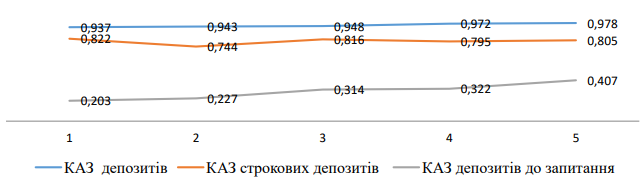 0,937 0,943 0,948 0,972 0,978
0,822 0,744 0,816 0,795 0,805
0,203 0,227 0,314 0,322 0,407
1 2 3 4 5
КАЗ депозитів КАЗ строкових депозитів КАЗ депозитів до запитання